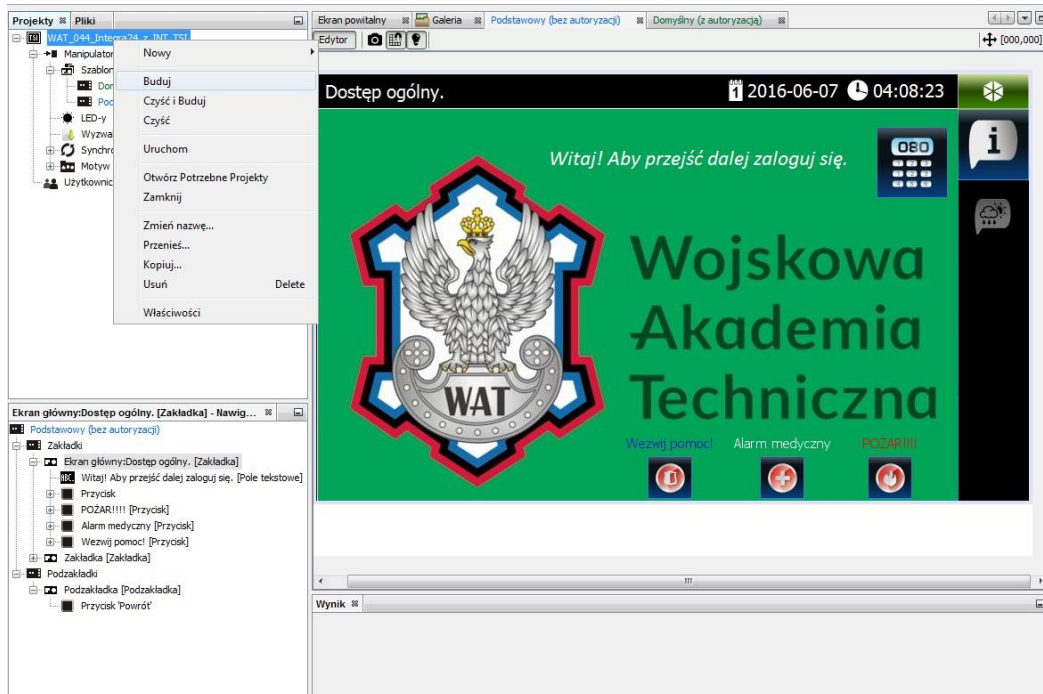 Projekty Pliki
TSI WAT_044_Integra24_z_INT_TSI
Manipulator
Szablon
LED-y
Synchro
Motyw
Nowy
Buduj
Czyść i Buduj
Czyść
Uruchom
Otwórz Potrzebne Projekty
Zamknij
Zmień nazwę...
Przenieś...
Kopiuj...
Usuń Delete
Właściwości
Ekran powitalny Galeria Podstawowy (bez autoryzacji) Domyślny (z autoryzacją)
Edytor [000,000]
Dostęp ogólny. 1 2016-06-07 04:08:23
Witaj! Aby przejść dalej zaloguj się.
080
i
WAT
Wojskowa
Akademia
Techniczna
Wezwij pomoc! Alarm medyczny POŻAR!!!!
Ekran główny:Dostęp ogólny. [Zakładka] - Nawig...
Podstawowy (bez autoryzacji)
Zakładki
Ekran główny:Dostęp ogólny. [Zakładka]
ABC Witaj! Aby przejść dalej zaloguj się. [Pole tekstowe]
Przycisk
POŻAR!!!! [Przycisk]
Alarm medyczny [Przycisk]
Wezwij pomoc! [Przycisk]
Zakładka [Zakładka]
Podzakładki
Podzakładka [Podzakładka]
Przycisk 'Powrót'
Wynik